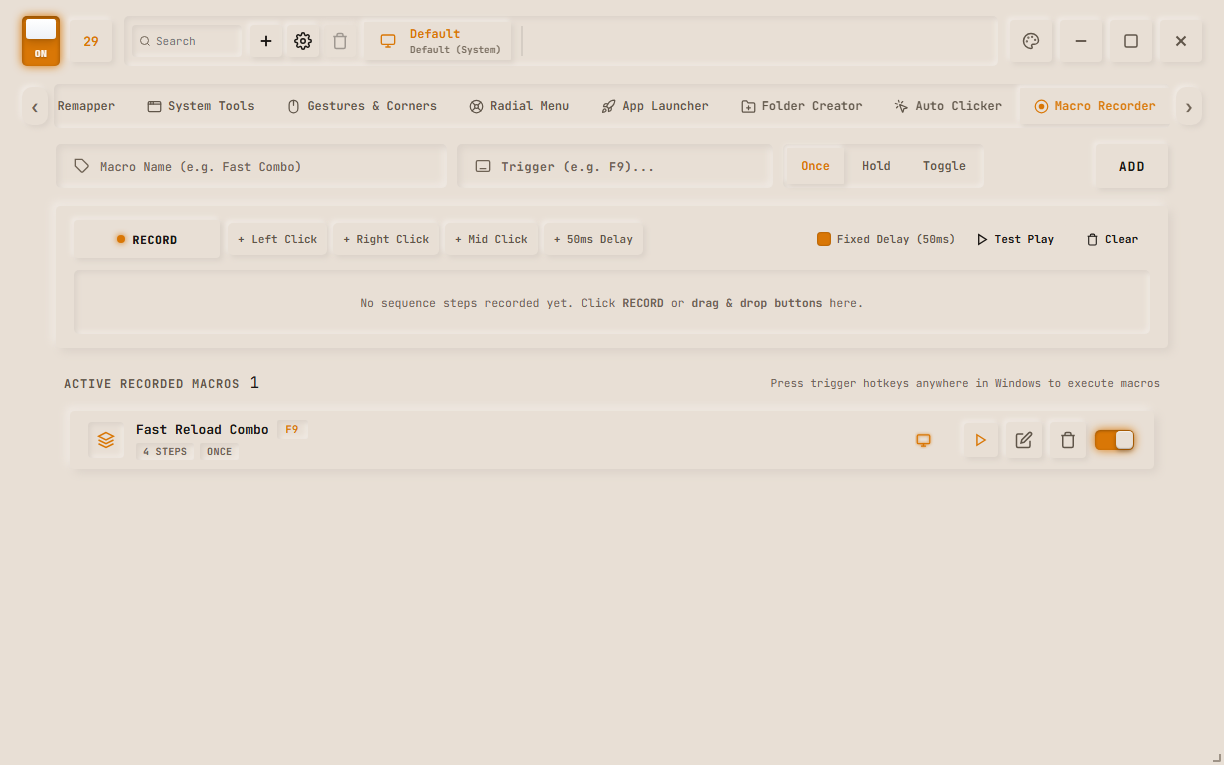 ON
29
Search
Default
Default (System)
Remapper
System Tools
Gestures & Corners
Radial Menu
App Launcher
Folder Creator
Auto Clicker
Macro Recorder
Macro Name (e.g. Fast Combo)
Trigger (e.g. F9)...
Once
Hold
Toggle
ADD
RECORD
+ Left Click
+ Right Click
+ Mid Click
+ 50ms Delay
Fixed Delay (50ms)
Test Play
Clear
No sequence steps recorded yet. Click RECORD or drag & drop buttons here.
ACTIVE RECORDED MACROS 1
Press trigger hotkeys anywhere in Windows to execute macros
Fast Reload Combo
F9
4 STEPS
ONCE